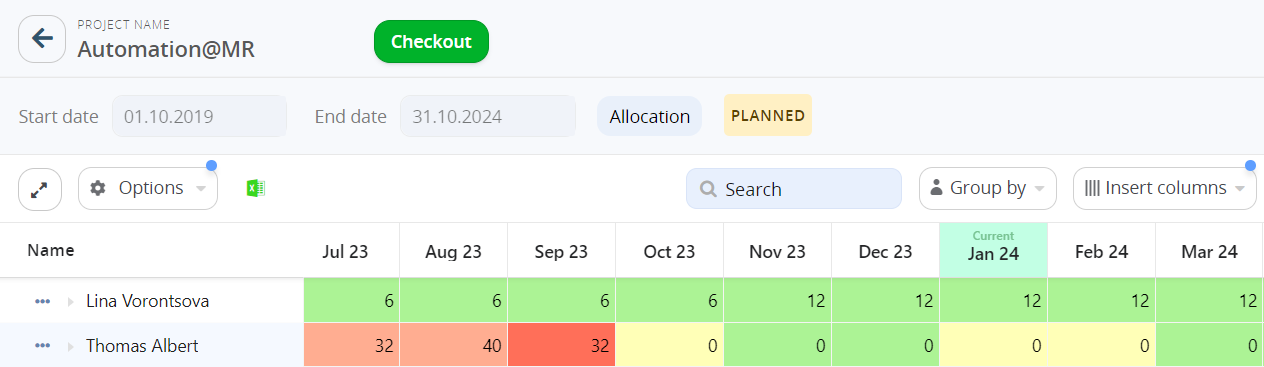 PROJECT NAME
Automation@MR
Checkout
Start date 01.10.2019 End date 31.10.2024 Allocation PLANNED
Options Search Group by Insert columns
Current
Name Jul 23 Aug 23 Sep 23 Oct 23 Nov 23 Dec 23 Jan 24 Feb 24 Mar 24
Lina Vorontsova 6 6 6 6 12 12 12 12 12
Thomas Albert 32 40 32 0 0 0 0 0 0